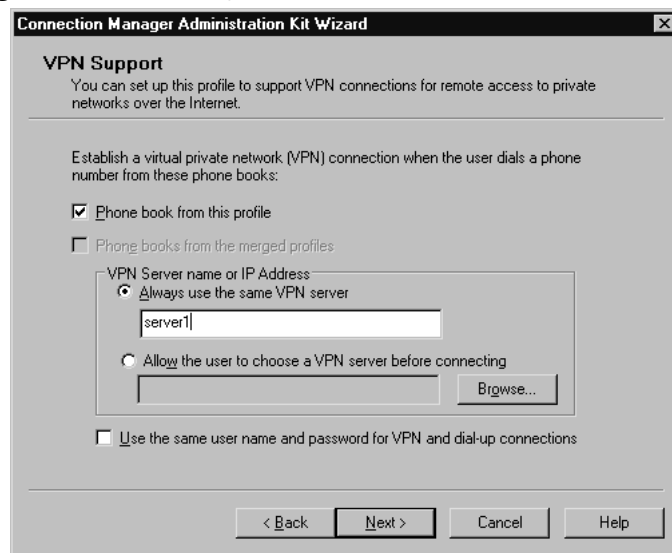 Connection Manager Administration Kit Wizard
VPN Support
You can set up this profile to support VPN connections for remote access to private
networks over the Internet.
Establish a virtual private network (VPN) connection when the user dials a phone
number from these phone books:
Phone book from this profile
Phone books from the merged profiles
VPN Server name or IP Address
Always use the same VPN server
server1
Allow the user to choose a VPN server before connecting
Browse...
Use the same user name and password for VPN and dial-up connections
< Back Next > Cancel Help